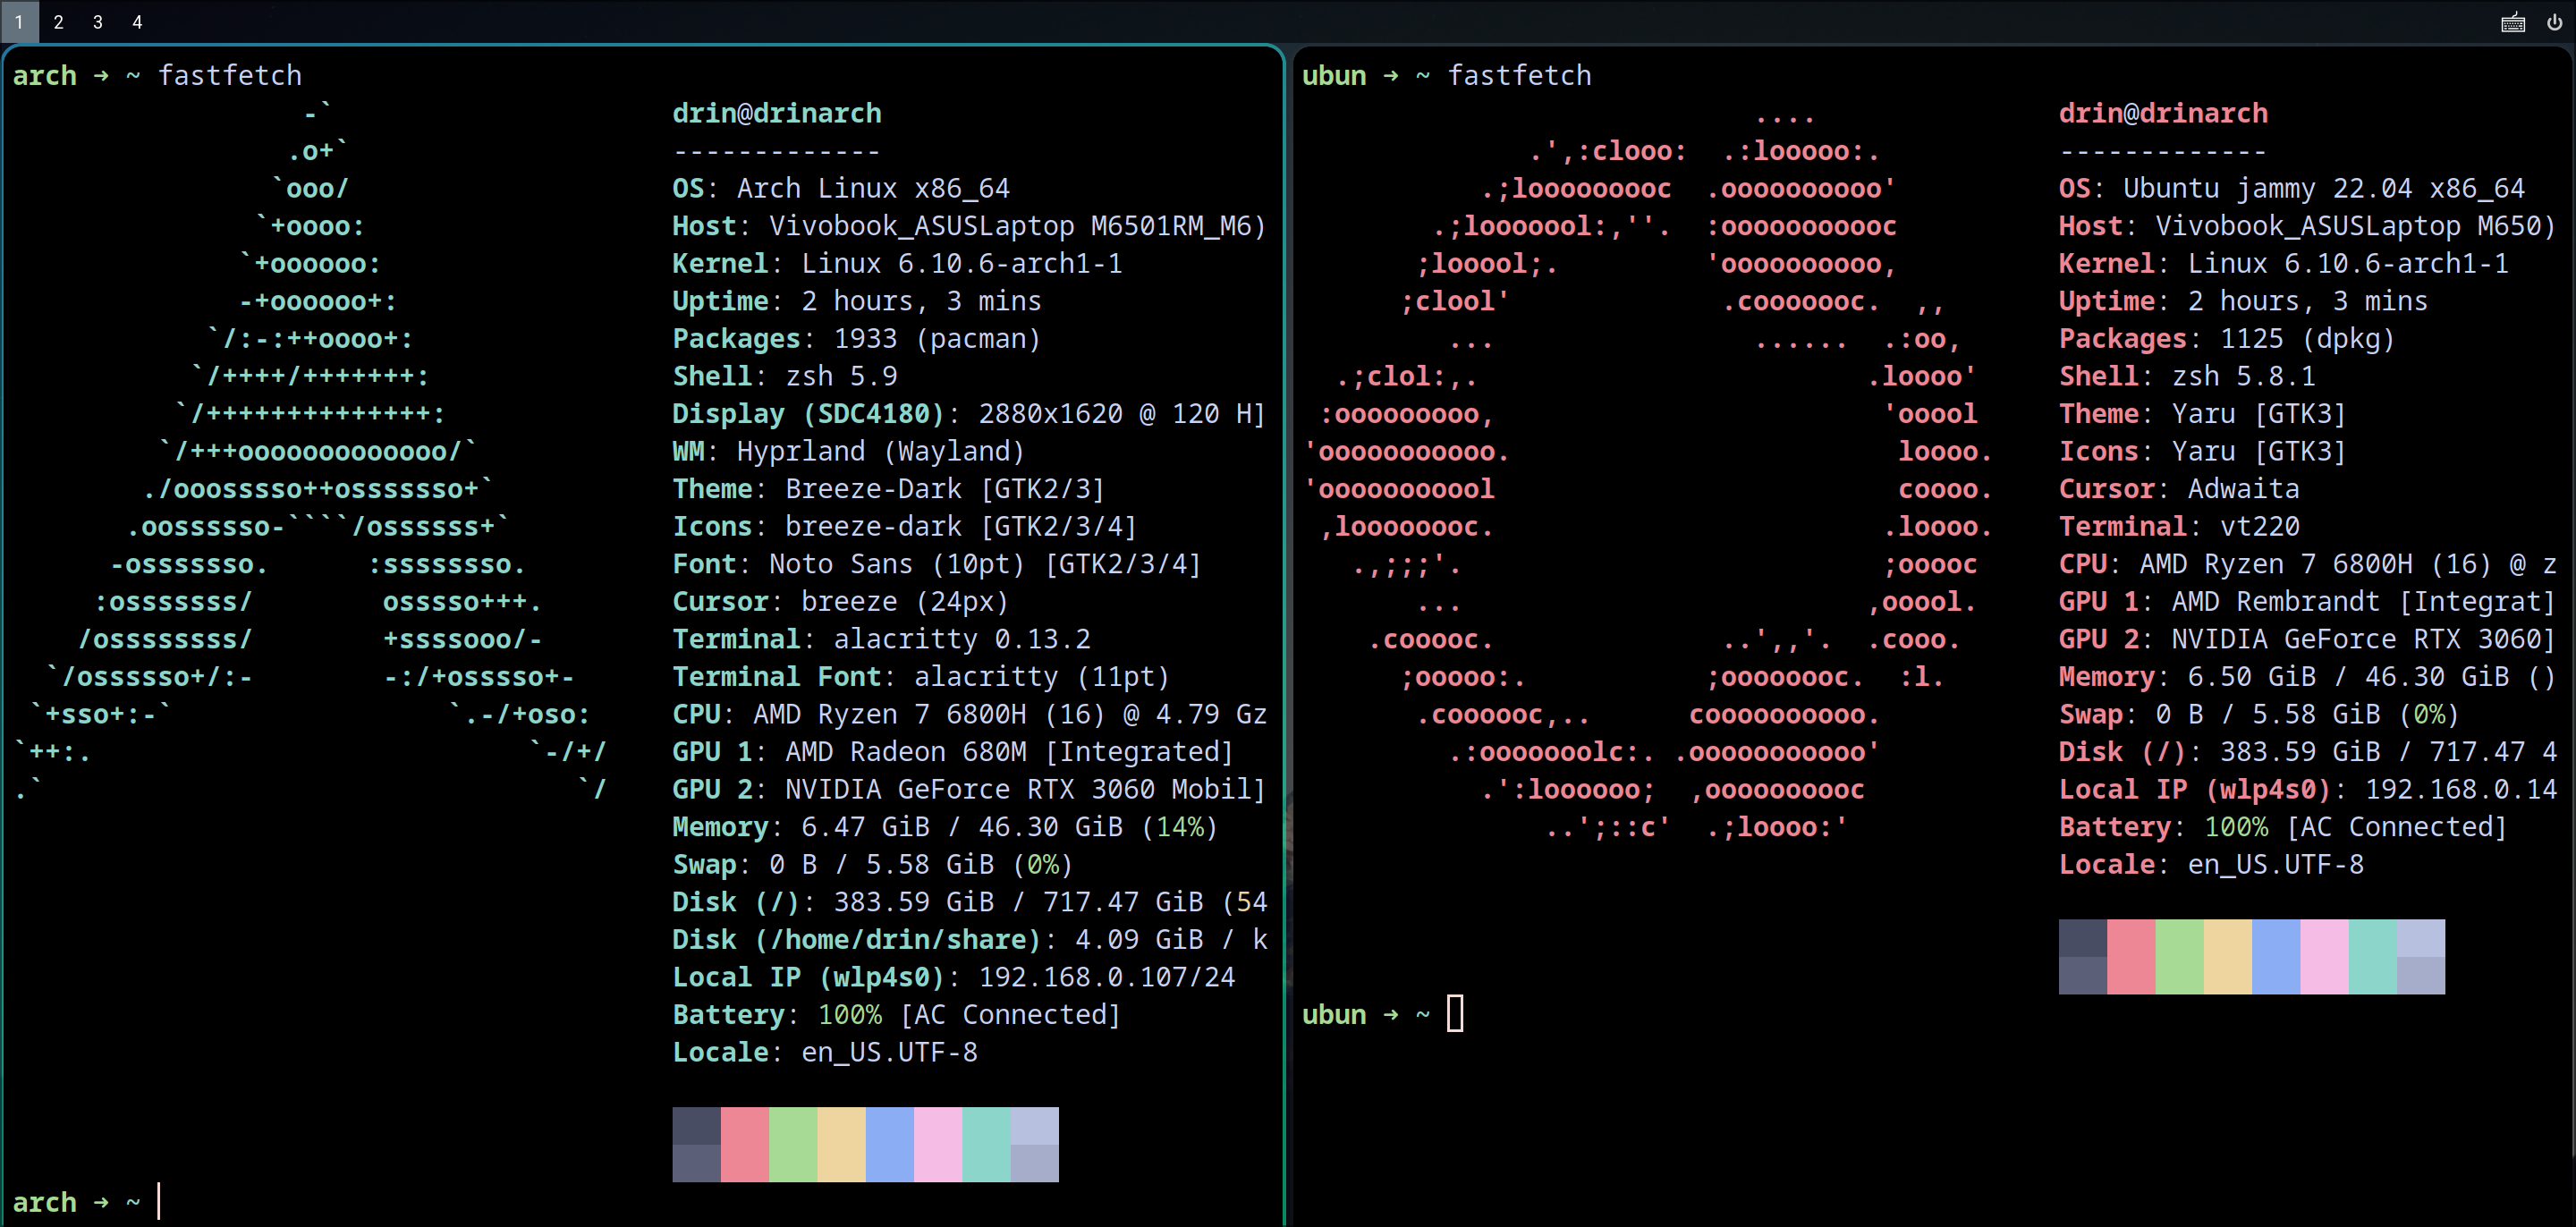 1 2 3 4
arch → ~ fastfetch
-`
.o+`
`ooo/
`+oooo:
`+oooooo:
-+oooooo+:
`/:-:++oooo+:
`/++++/+++++++:
`/++++++++++++++:
`/+++ooooooooooooo/`
./ooosssso++osssssso+`
.oossssso-````/ossssss+`
-osssssso.      :ssssssso.
:osssssss/        osssso+++.
/ossssssss/        +ssssooo/-
`/ossssso+/:-        -:/+osssso+-
`+sso+:-`                 `.-/+oso:
`++:.                           `-/+/
.`                                 `/
drin@drinarch
-------------
OS: Arch Linux x86_64
Host: Vivobook_ASUSLaptop M6501RM_M6)
Kernel: Linux 6.10.6-arch1-1
Uptime: 2 hours, 3 mins
Packages: 1933 (pacman)
Shell: zsh 5.9
Display (SDC4180): 2880x1620 @ 120 H]
WM: Hyprland (Wayland)
Theme: Breeze-Dark [GTK2/3]
Icons: breeze-dark [GTK2/3/4]
Font: Noto Sans (10pt) [GTK2/3/4]
Cursor: breeze (24px)
Terminal: alacritty 0.13.2
Terminal Font: alacritty (11pt)
CPU: AMD Ryzen 7 6800H (16) @ 4.79 Gz
GPU 1: AMD Radeon 680M [Integrated]
GPU 2: NVIDIA GeForce RTX 3060 Mobil]
Memory: 6.47 GiB / 46.30 GiB (14%)
Swap: 0 B / 5.58 GiB (0%)
Disk (/): 383.59 GiB / 717.47 GiB (54
Disk (/home/drin/share): 4.09 GiB / k
Local IP (wlp4s0): 192.168.0.107/24
Battery: 100% [AC Connected]
Locale: en_US.UTF-8
arch → ~
ubun → ~ fastfetch
....
.',:clooo:  .:looooo:.
.;looooooooc  .oooooooooo'
.;looooool:,''.  :ooooooooooc
;looool;.         'oooooooooo,
;clool'             .cooooooc.  ,,
...                ......  .:oo,
.;clol:,.                        .loooo'
:ooooooooo,                        'ooool
'ooooooooooo.                        loooo.
'ooooooooool                         coooo.
,loooooooc.                        .loooo.
.,;;;'.                          ;ooooc
...                         ,ooool.
.cooooc.              ..',,'.  .cooo.
;ooooo:.           ;oooooooc.  :l.
.coooooc,..      coooooooooo.
.:ooooooolc:. .ooooooooooo'
.':loooooo;  ,oooooooooc
..';::c'  .;loooo:'
drin@drinarch
-------------
OS: Ubuntu jammy 22.04 x86_64
Host: Vivobook_ASUSLaptop M650)
Kernel: Linux 6.10.6-arch1-1
Uptime: 2 hours, 3 mins
Packages: 1125 (dpkg)
Shell: zsh 5.8.1
Theme: Yaru [GTK3]
Icons: Yaru [GTK3]
Cursor: Adwaita
Terminal: vt220
CPU: AMD Ryzen 7 6800H (16) @ z
GPU 1: AMD Rembrandt [Integrat]
GPU 2: NVIDIA GeForce RTX 3060]
Memory: 6.50 GiB / 46.30 GiB ()
Swap: 0 B / 5.58 GiB (0%)
Disk (/): 383.59 GiB / 717.47 4
Local IP (wlp4s0): 192.168.0.14
Battery: 100% [AC Connected]
Locale: en_US.UTF-8
ubun → ~